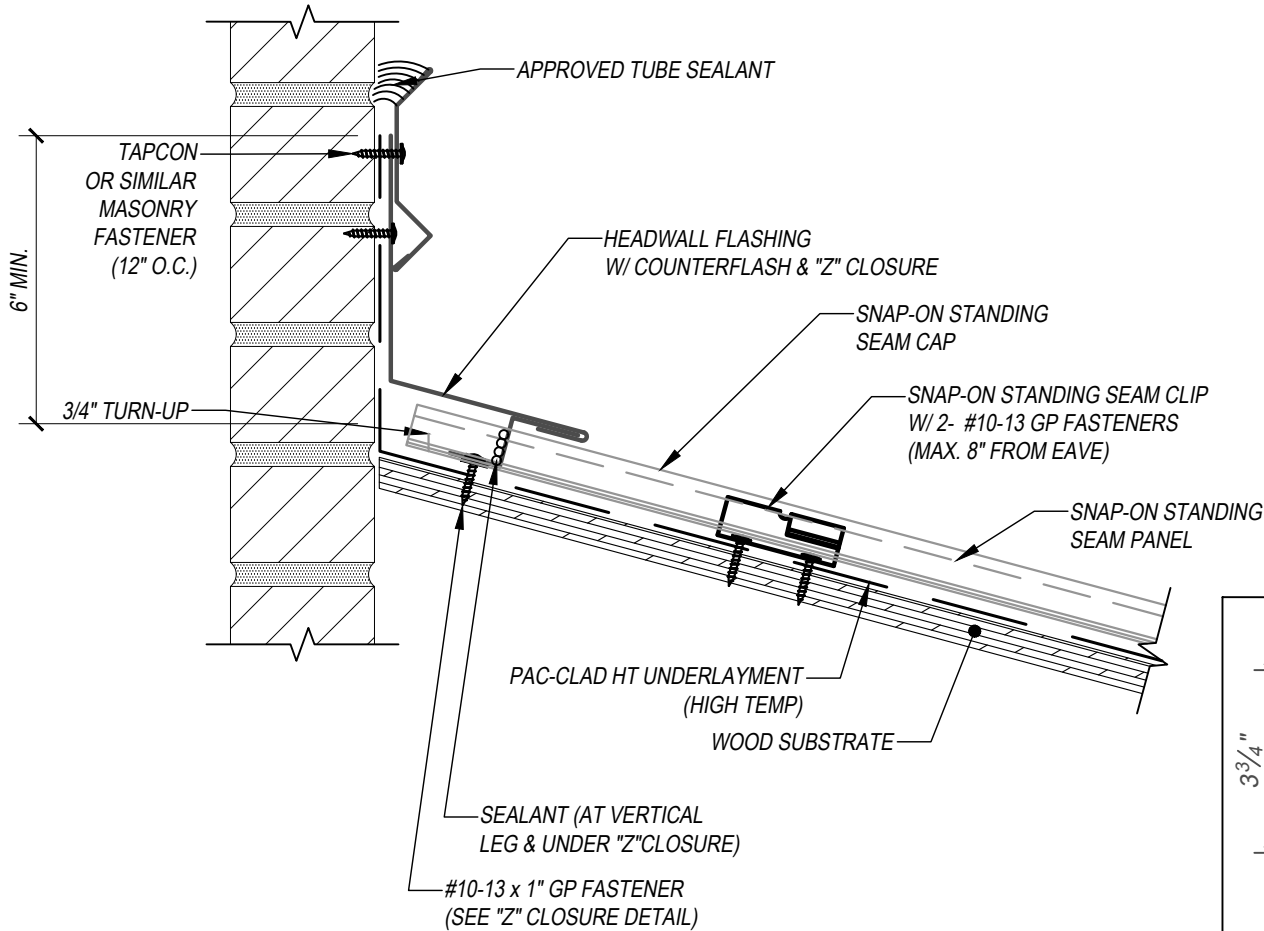 APPROVED TUBE SEALANT
TAPCON
OR SIMILAR
MASONRY
FASTENER
(12" O.C.)
6" MIN.
HEADWALL FLASHING
W/ COUNTERFLASH & "Z" CLOSURE
SNAP-ON STANDING
SEAM CAP
3/4" TURN-UP
SNAP-ON STANDING SEAM CLIP
W/ 2- #10-13 GP FASTENERS
(MAX. 8" FROM EAVE)
SNAP-ON STANDING
SEAM PANEL
PAC-CLAD HT UNDERLAYMENT
(HIGH TEMP)
WOOD SUBSTRATE
3 3/4"
SEALANT (AT VERTICAL
LEG & UNDER "Z"CLOSURE)
#10-13 x 1" GP FASTENER
(SEE "Z" CLOSURE DETAIL)